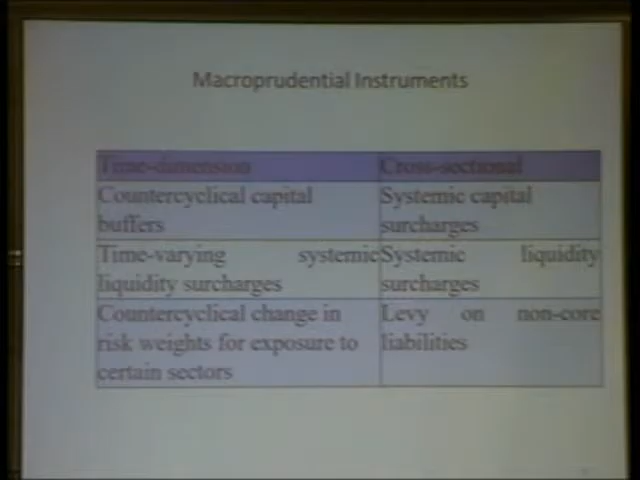 Macroprudential Instruments
Time-dimension
Cross-sectional
Countercyclical capital
buffers
Systemic capital
surcharges
Time-varying systemic
liquidity surcharges
Systemic liquidity
surcharges
Countercyclical change in
risk weights for exposure to
certain sectors
Levy on non-core
liabilities